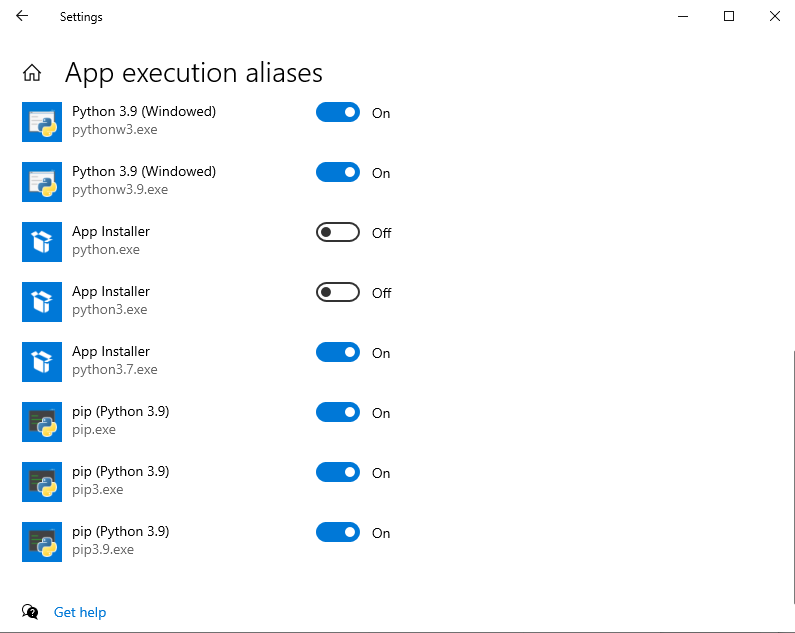 Settings
App execution aliases
Python 3.9 (Windowed)
On
pythonw3.exe
Python 3.9 (Windowed)
On
pythonw3.9.exe
App Installer
Off
python.exe
App Installer
Off
python3.exe
App Installer
On
python3.7.exe
pip (Python 3.9)
On
pip.exe
pip (Python 3.9)
On
pip3.exe
pip (Python 3.9)
On
pip3.9.exe
Get help